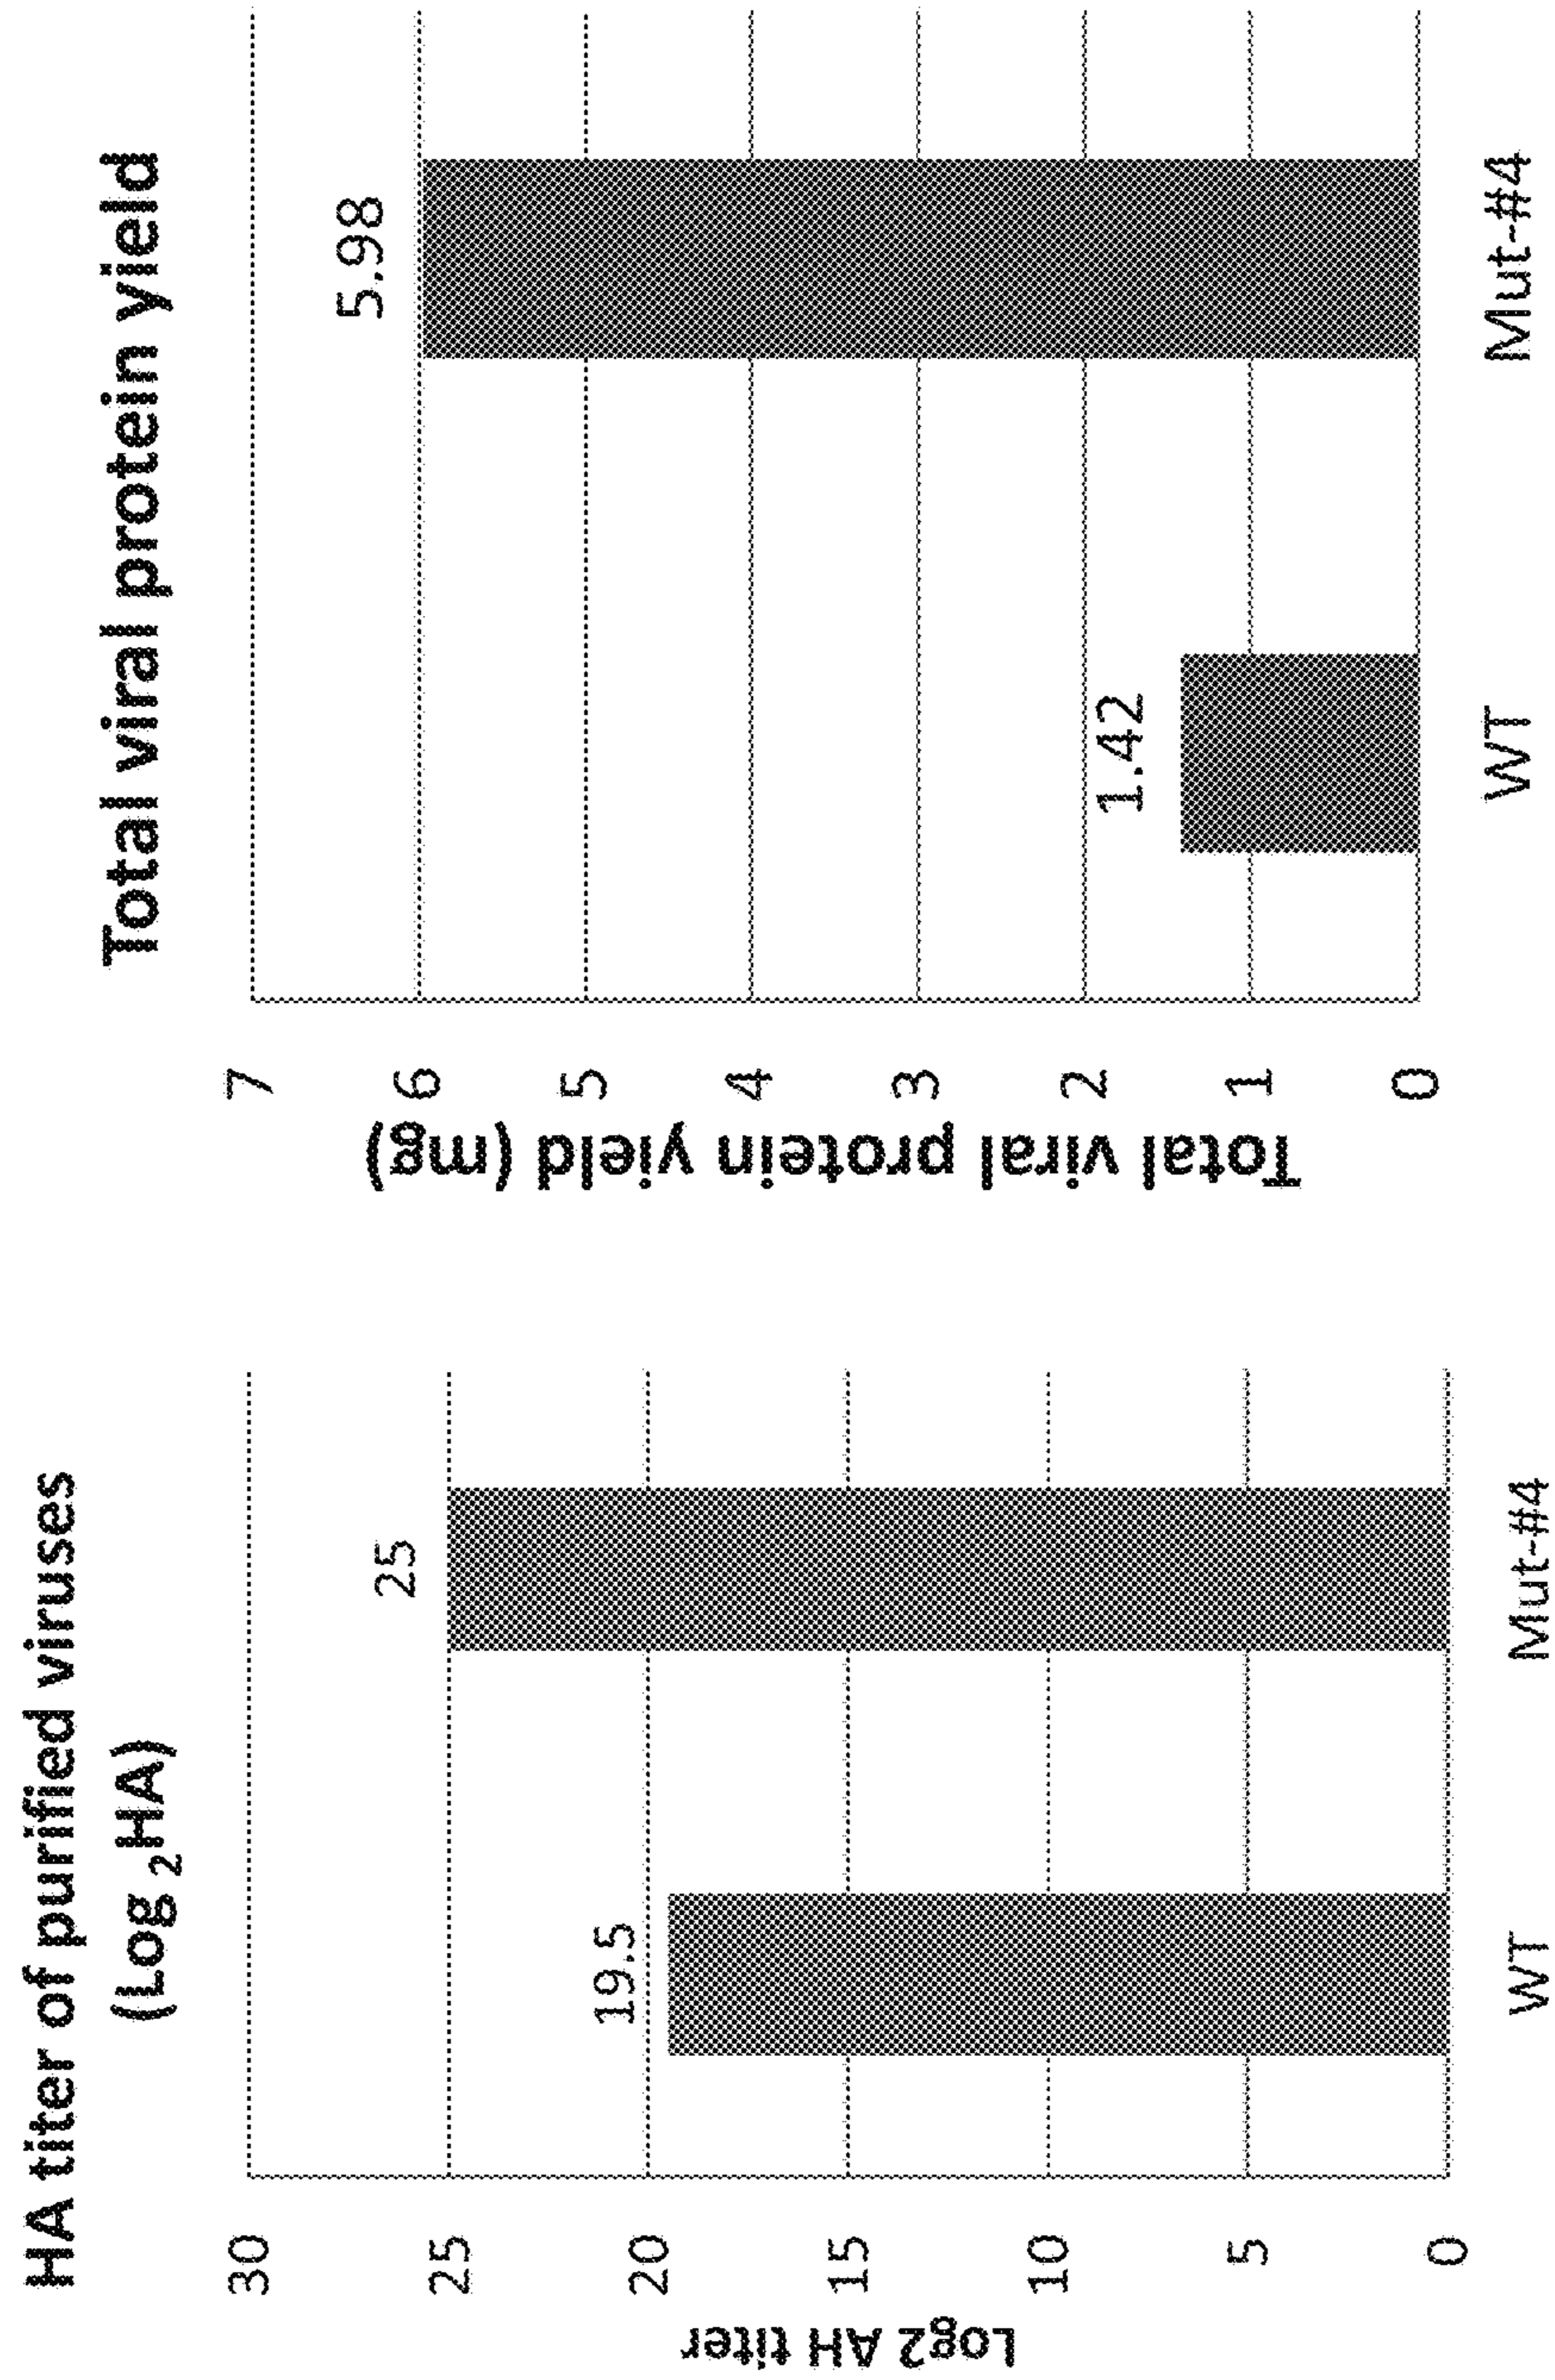 HA titer of purified viruses
(Log 2HA)
Log2 AH titer
30
25
20
15
10
5
0
19.5
25
WT
Mut-#4
Total viral protein yield
Total viral protein yield (mg)
7
6
5
4
3
2
1
0
1.42
5.98
WT
Mut-#4